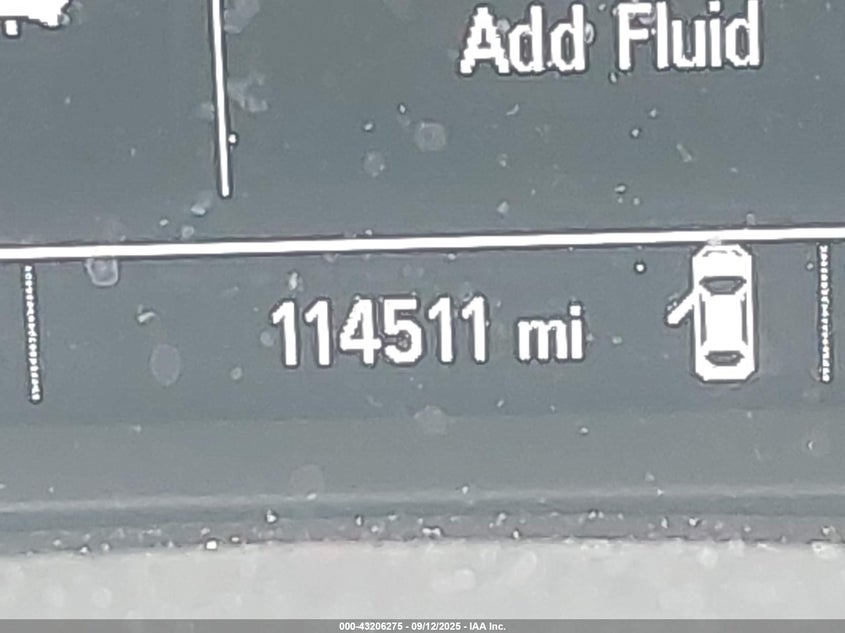 Add Fluid
114511 mi
000-43206275 - 09/12/2025 - IAA Inc.